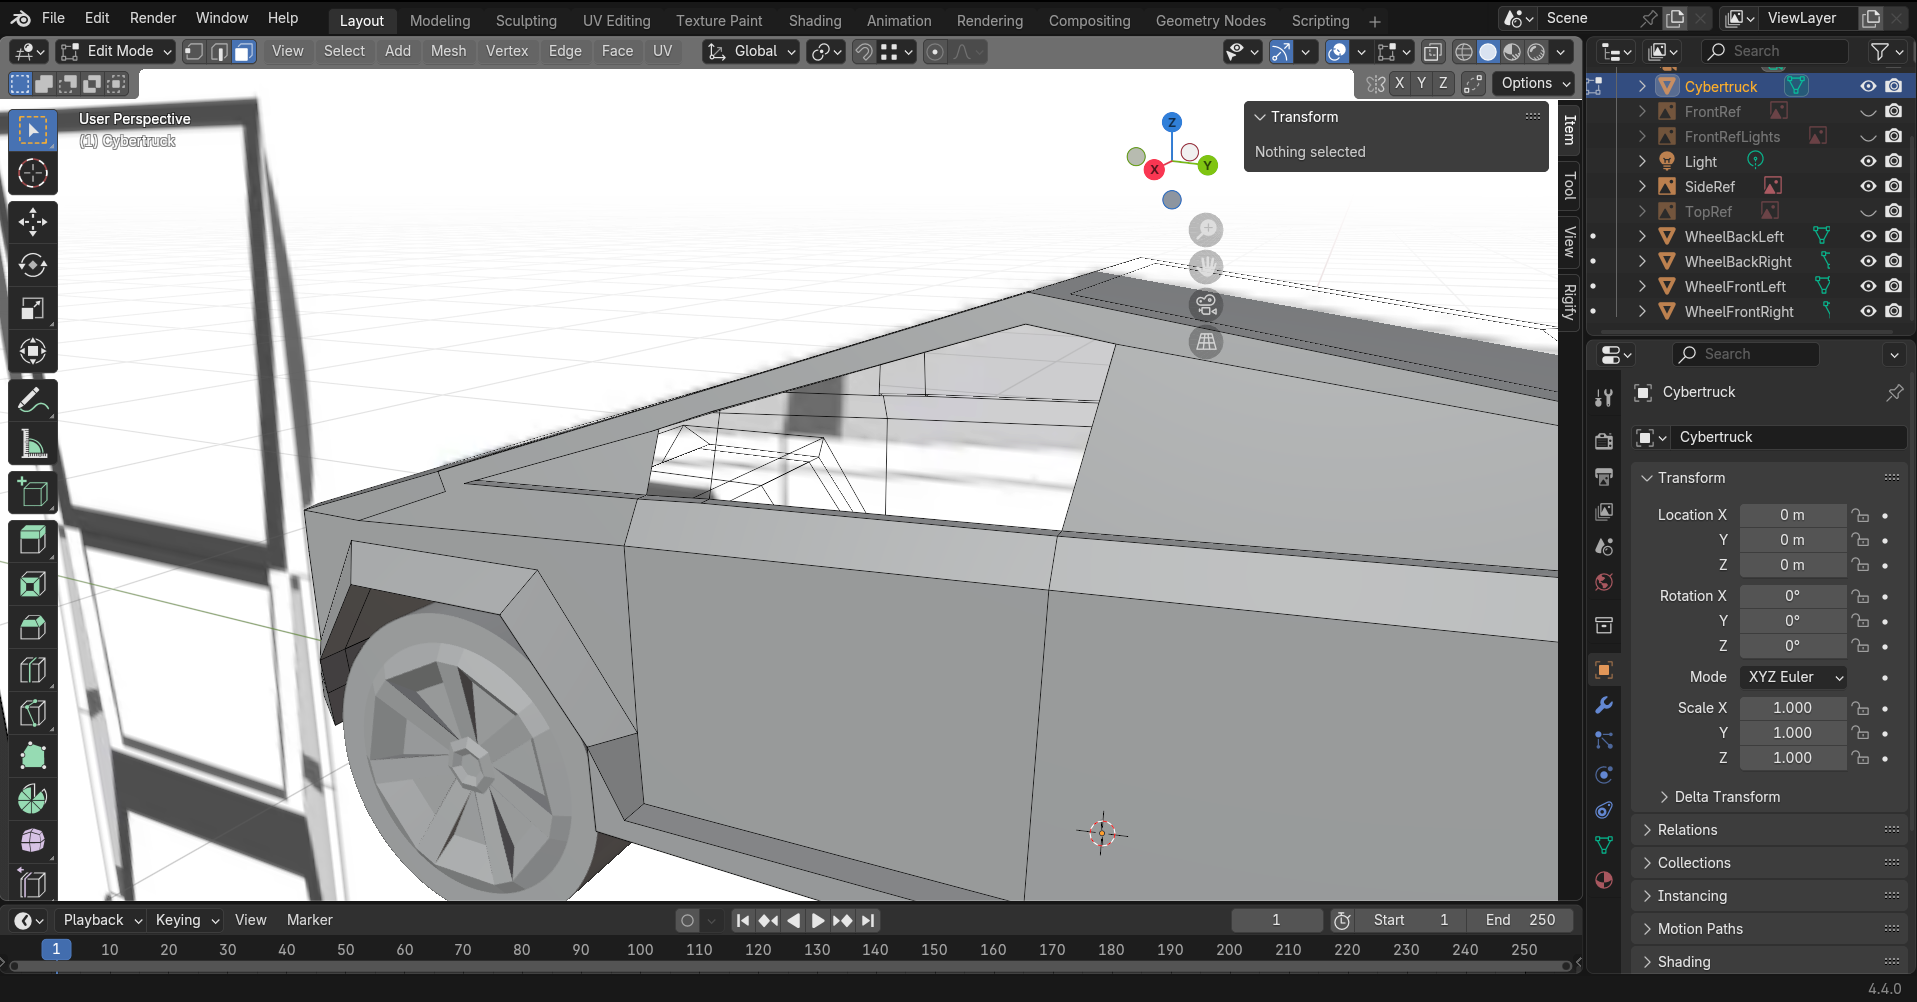 File Edit Render Window Help Layout Modeling Sculpting UV Editing Texture Paint Shading Animation Rendering Compositing Geometry Nodes Scripting + Scene ViewLayer
Edit Mode View Select Add Mesh Vertex Edge Face UV Global Search
X Y Z Options
User Perspective
(1) Cybertruck
Z
Y
X
Transform
Nothing selected
Item
Tool
View
Rigify
Cybertruck
FrontRef
FrontRefLights
Light
SideRef
TopRef
WheelBackLeft
WheelBackRight
WheelFrontLeft
WheelFrontRight
Search
Cybertruck
Cybertruck
Transform
Location X 0 m
Y 0 m
Z 0 m
Rotation X 0°
Y 0°
Z 0°
Mode XYZ Euler
Scale X 1.000
Y 1.000
Z 1.000
Delta Transform
Relations
Collections
Instancing
Motion Paths
Shading
Playback Keying View Marker 1 Start 1 End 250
1 10 20 30 40 50 60 70 80 90 100 110 120 130 140 150 160 170 180 190 200 210 220 230 240 250
4.4.0